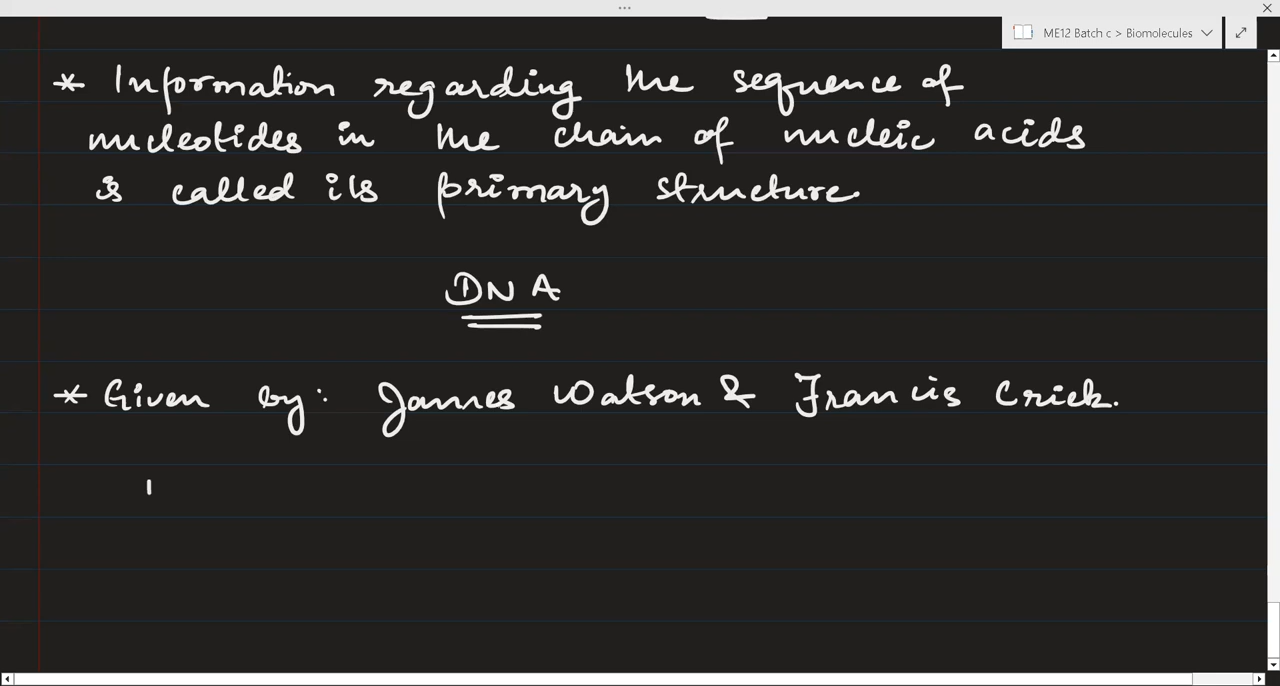 ME12 Batch c > Biomolecules
* Information regarding the sequence of
nucleotides in the chain of nucleic acids
is called its primary structure.
DNA
* Given by: James Watson & Francis Crick.